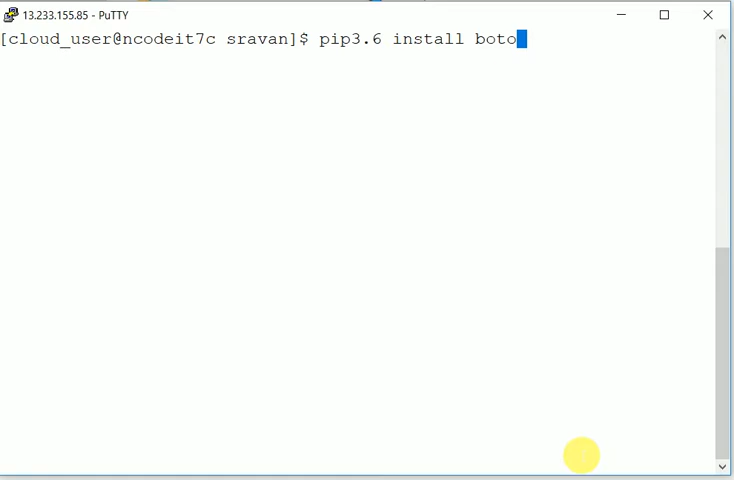 13.233.155.85 - PuTTY
[cloud_user@ncodeit7c sravan]$ pip3.6 install boto